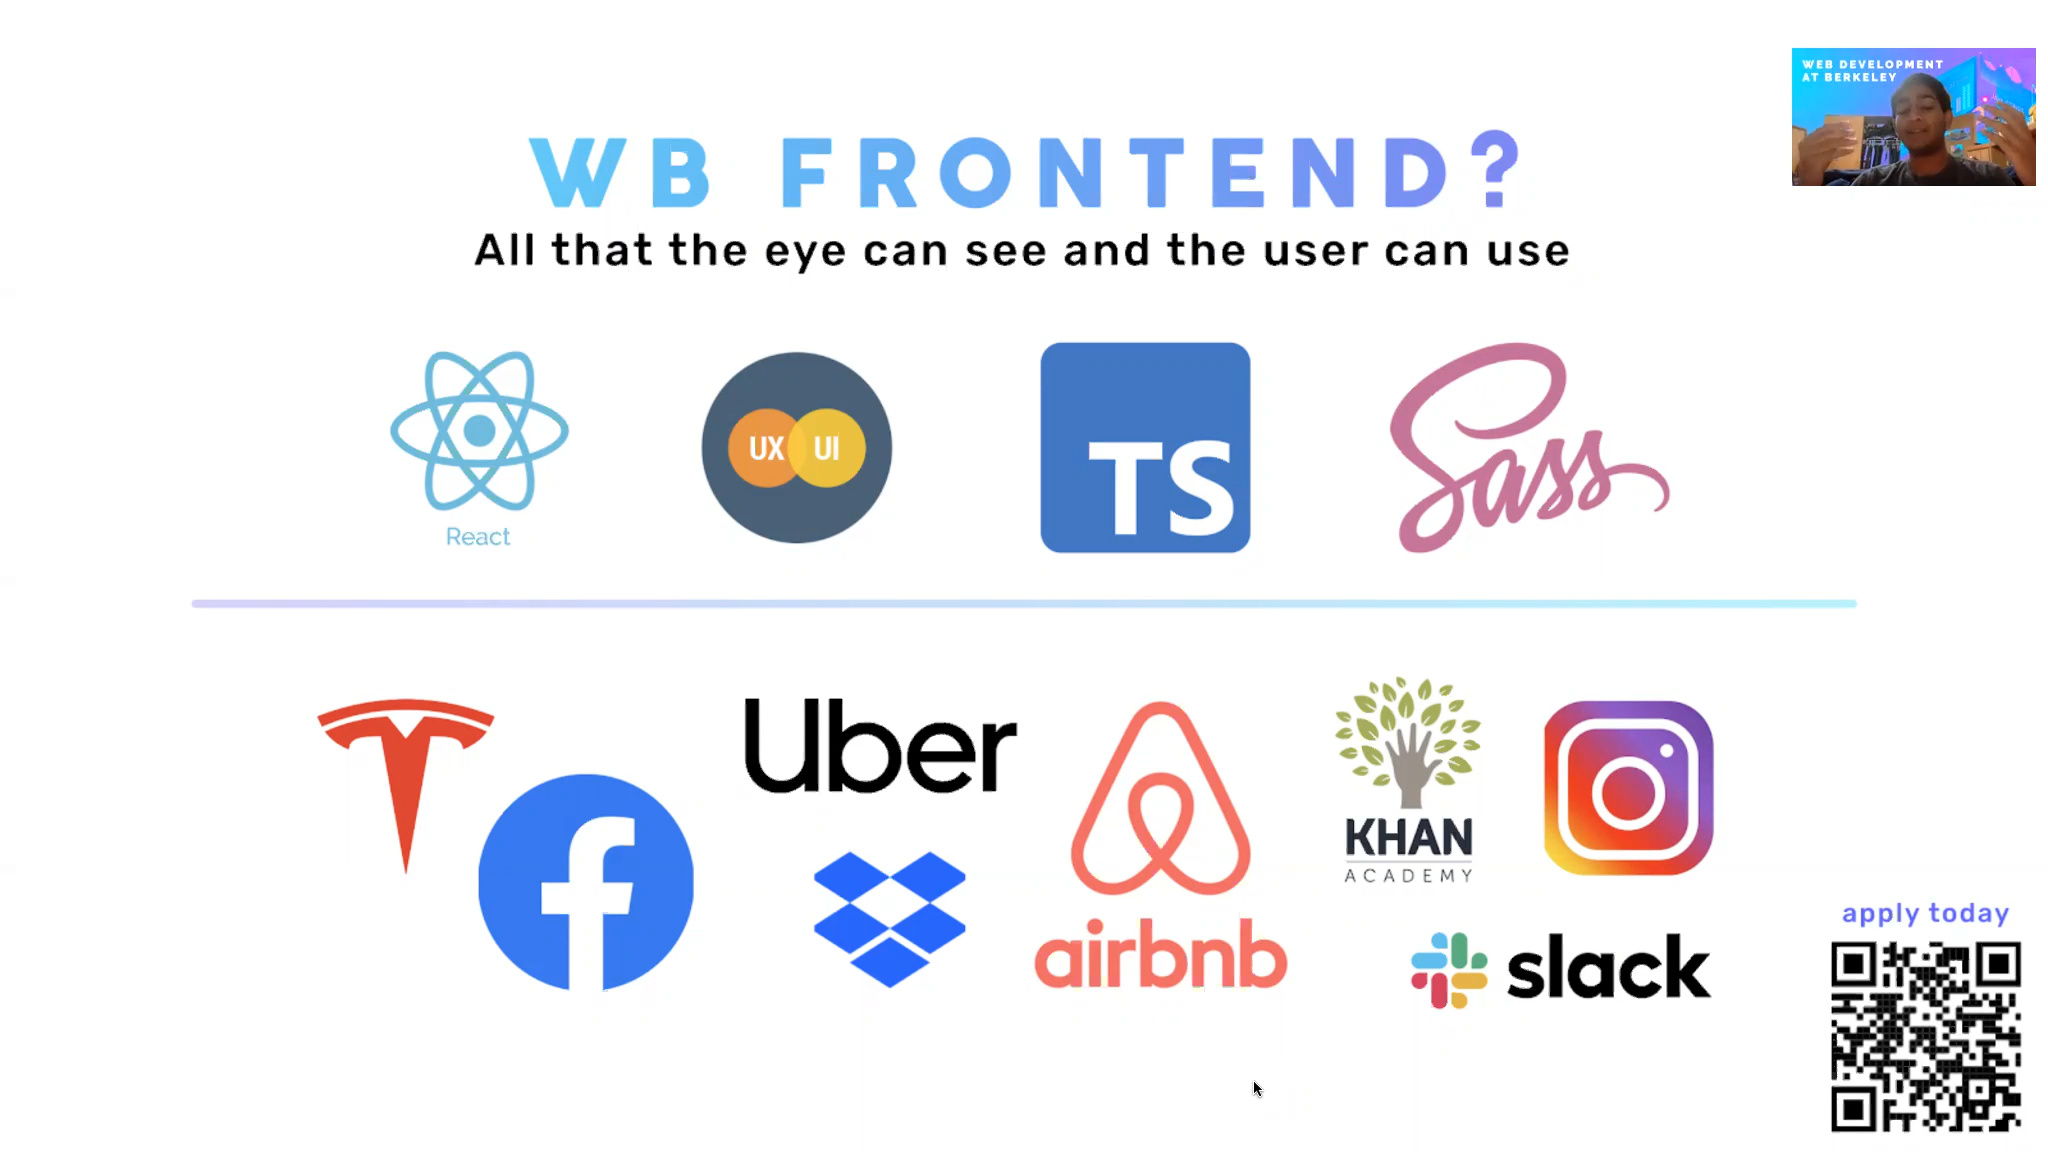 WEB DEVELOPMENT
AT BERKELEY
WB FRONTEND?
All that the eye can see and the user can use
React
UX UI
TS
Sass
Uber
airbnb
KHAN
ACADEMY
slack
apply today